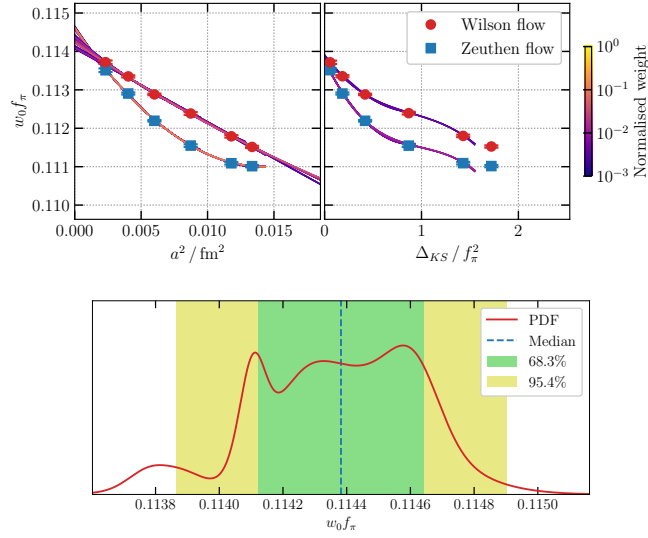 0.115
0.114
0.113
0.112
0.111
0.110
w₀f_π
0.000 0.005 0.010 0.015
a² / fm²
Wilson flow
Zeuthen flow
0 1 2
Δ_KS / f_π²
10⁰
10⁻¹
10⁻²
10⁻³
Normalised weight
PDF
Median
68.3%
95.4%
0.1138 0.1140 0.1142 0.1144 0.1146 0.1148 0.1150
w₀f_π